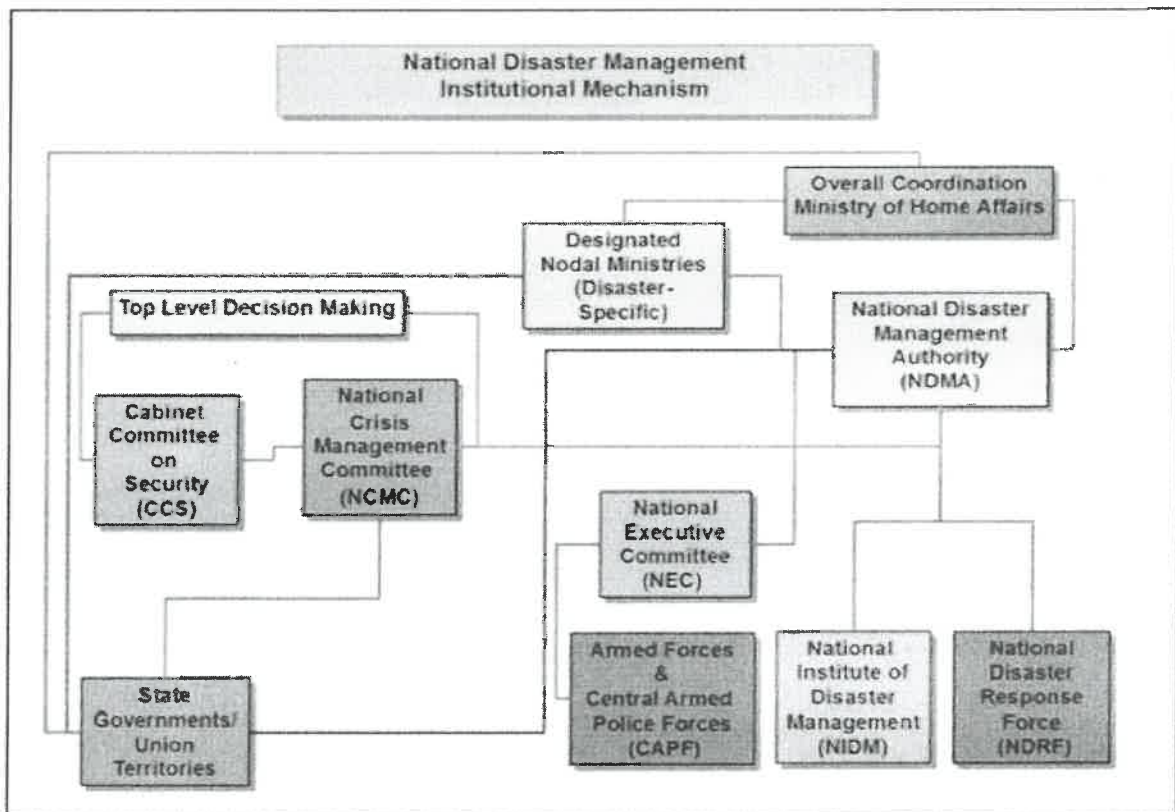 National Disaster Management
Institutional Mechanism
Overall Coordination
Ministry of Home Affairs
Designated
Nodal Ministries
(Disaster-
Specific)
Top Level Decision Making
National Disaster
Management
Authority
(NDMA)
Cabinet
Committee
on
Security
(CCS)
National
Crisis
Management
Committee
(NCMC)
National
Executive
Committee
(NEC)
State
Governments/
Union
Territories
Armed Forces
&
Central Armed
Police Forces
(CAPF)
National
Institute of
Disaster
Management
(NIDM)
National
Disaster
Response
Force
(NDRF)